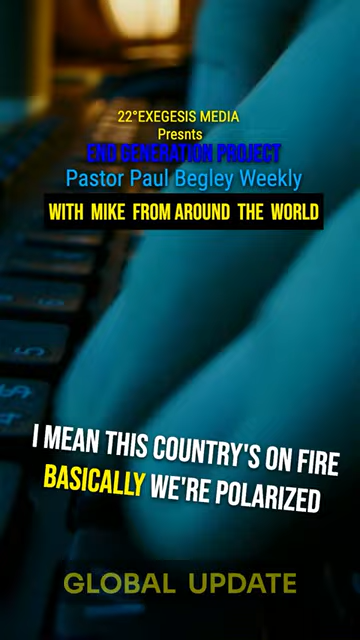 22°EXEGESIS MEDIA
Presnts
END GENERATION PROJECT
Pastor Paul Begley Weekly
WITH MIKE FROM AROUND THE WORLD
I MEAN THIS COUNTRY'S ON FIRE
BASICALLY WE'RE POLARIZED
GLOBAL UPDATE